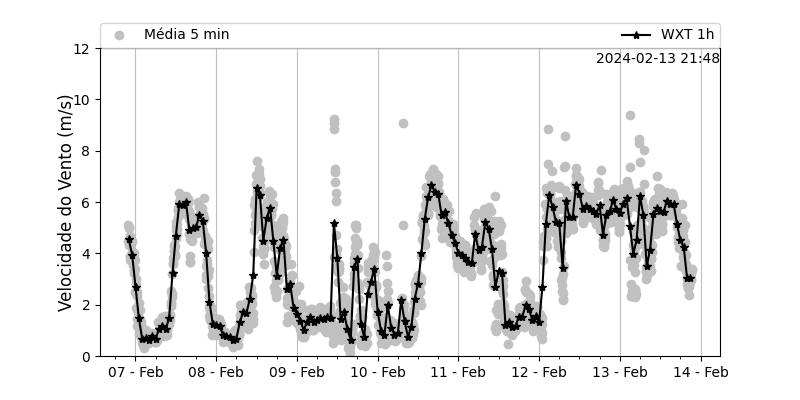 Média 5 min
WXT 1h
2024-02-13 21:48
Velocidade do Vento (m/s)
12
10
8
6
4
2
0
07 - Feb
08 - Feb
09 - Feb
10 - Feb
11 - Feb
12 - Feb
13 - Feb
14 - Feb